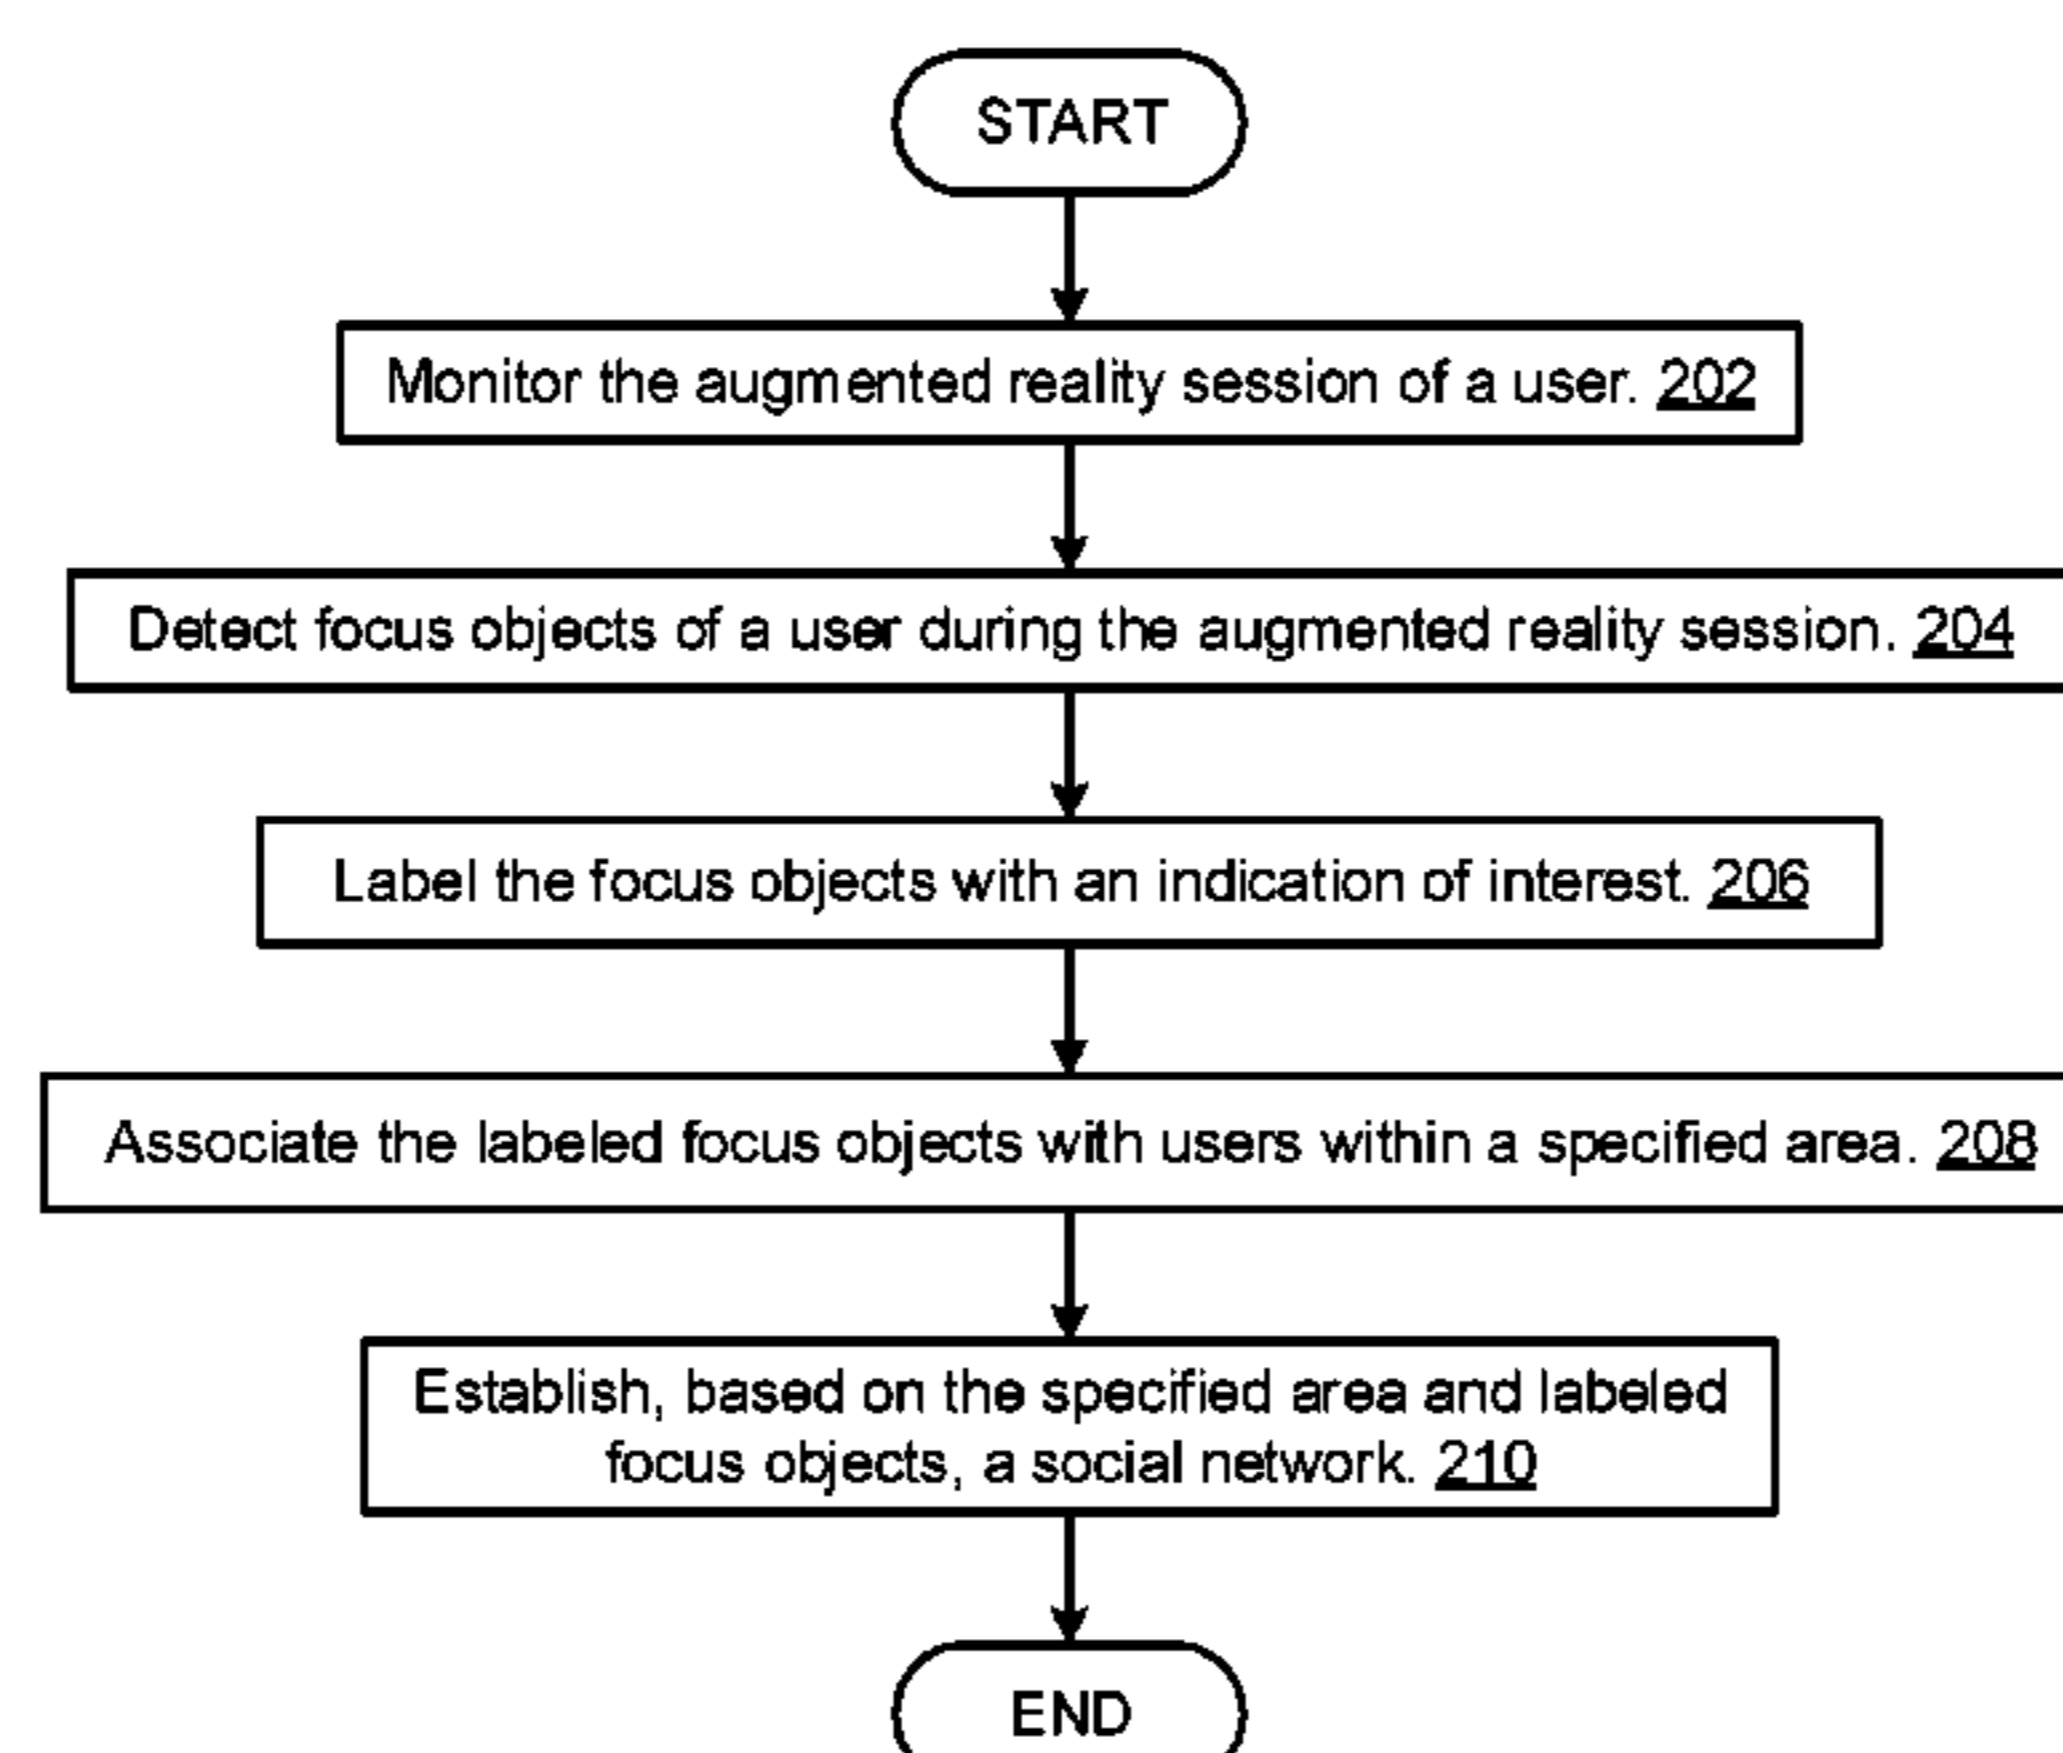 START
Monitor the augmented reality session of a user. 202
Detect focus objects of a user during the augmented reality session. 204
Label the focus objects with an indication of interest. 206
Associate the labeled focus objects with users within a specified area. 208
Establish, based on the specified area and labeled
focus objects, a social network. 210
END